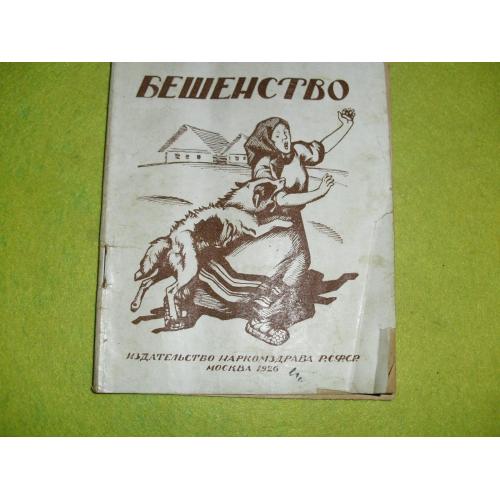 БЕШЕНСТВО
ИЗДАТЕЛЬСТВО НАРКОМЗДРАВА Р.С.Ф.С.Р.
МОСКВА 1926